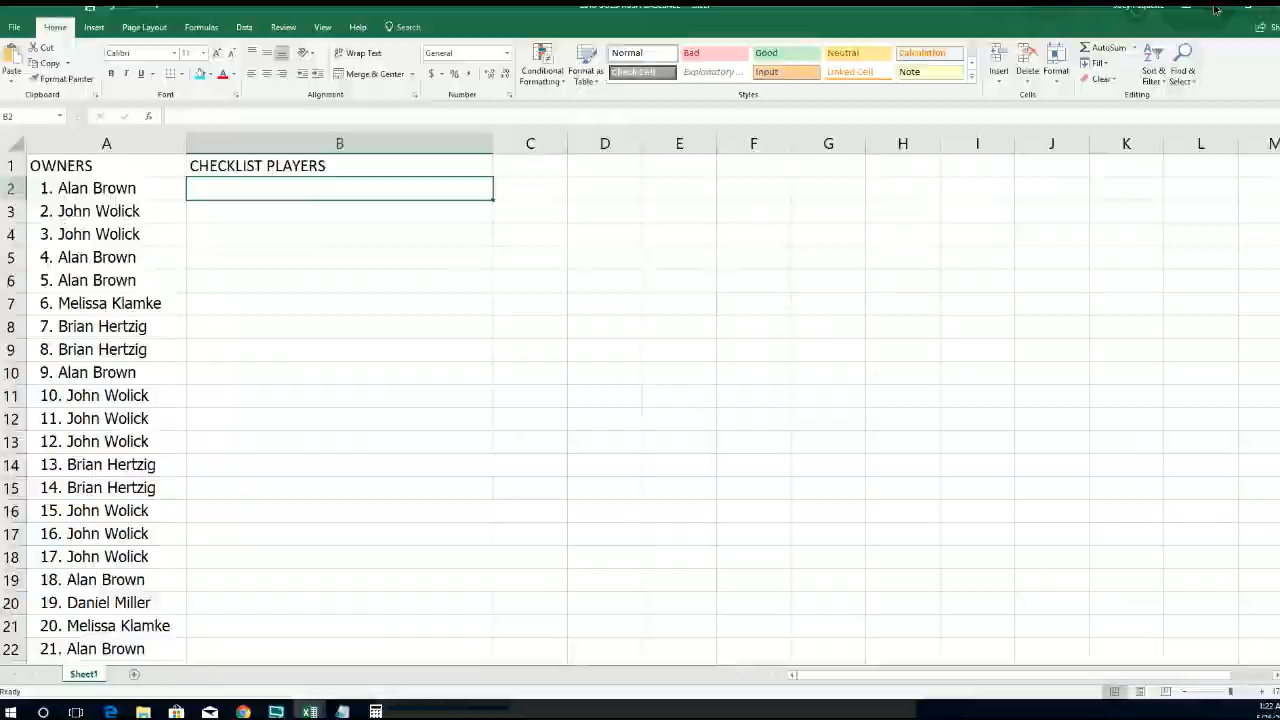 File Home Insert Page Layout Formulas Data Review View Help Search
Cut Calibri 11 Wrap Text General Normal Bad Good Neutral Calculation AutoSum
Copy Fill
Paste Format Painter Merge & Center Conditional Formatting Format as Table Check Cell Explanatory ... Input Linked Cell Note Insert Delete Format Clear Sort & Filter Find & Select
Clipboard Font Alignment Number Styles Cells Editing
B2 fx
A B C D E F G H I J K L M
1 OWNERS CHECKLIST PLAYERS
2 1. Alan Brown
3 2. John Wolick
4 3. John Wolick
5 4. Alan Brown
6 5. Alan Brown
7 6. Melissa Klamke
8 7. Brian Hertzig
9 8. Brian Hertzig
10 9. Alan Brown
11 10. John Wolick
12 11. John Wolick
13 12. John Wolick
14 13. Brian Hertzig
15 14. Brian Hertzig
16 15. John Wolick
17 16. John Wolick
18 17. John Wolick
19 18. Alan Brown
20 19. Daniel Miller
21 20. Melissa Klamke
22 21. Alan Brown
Sheet1
Ready
1:22 A